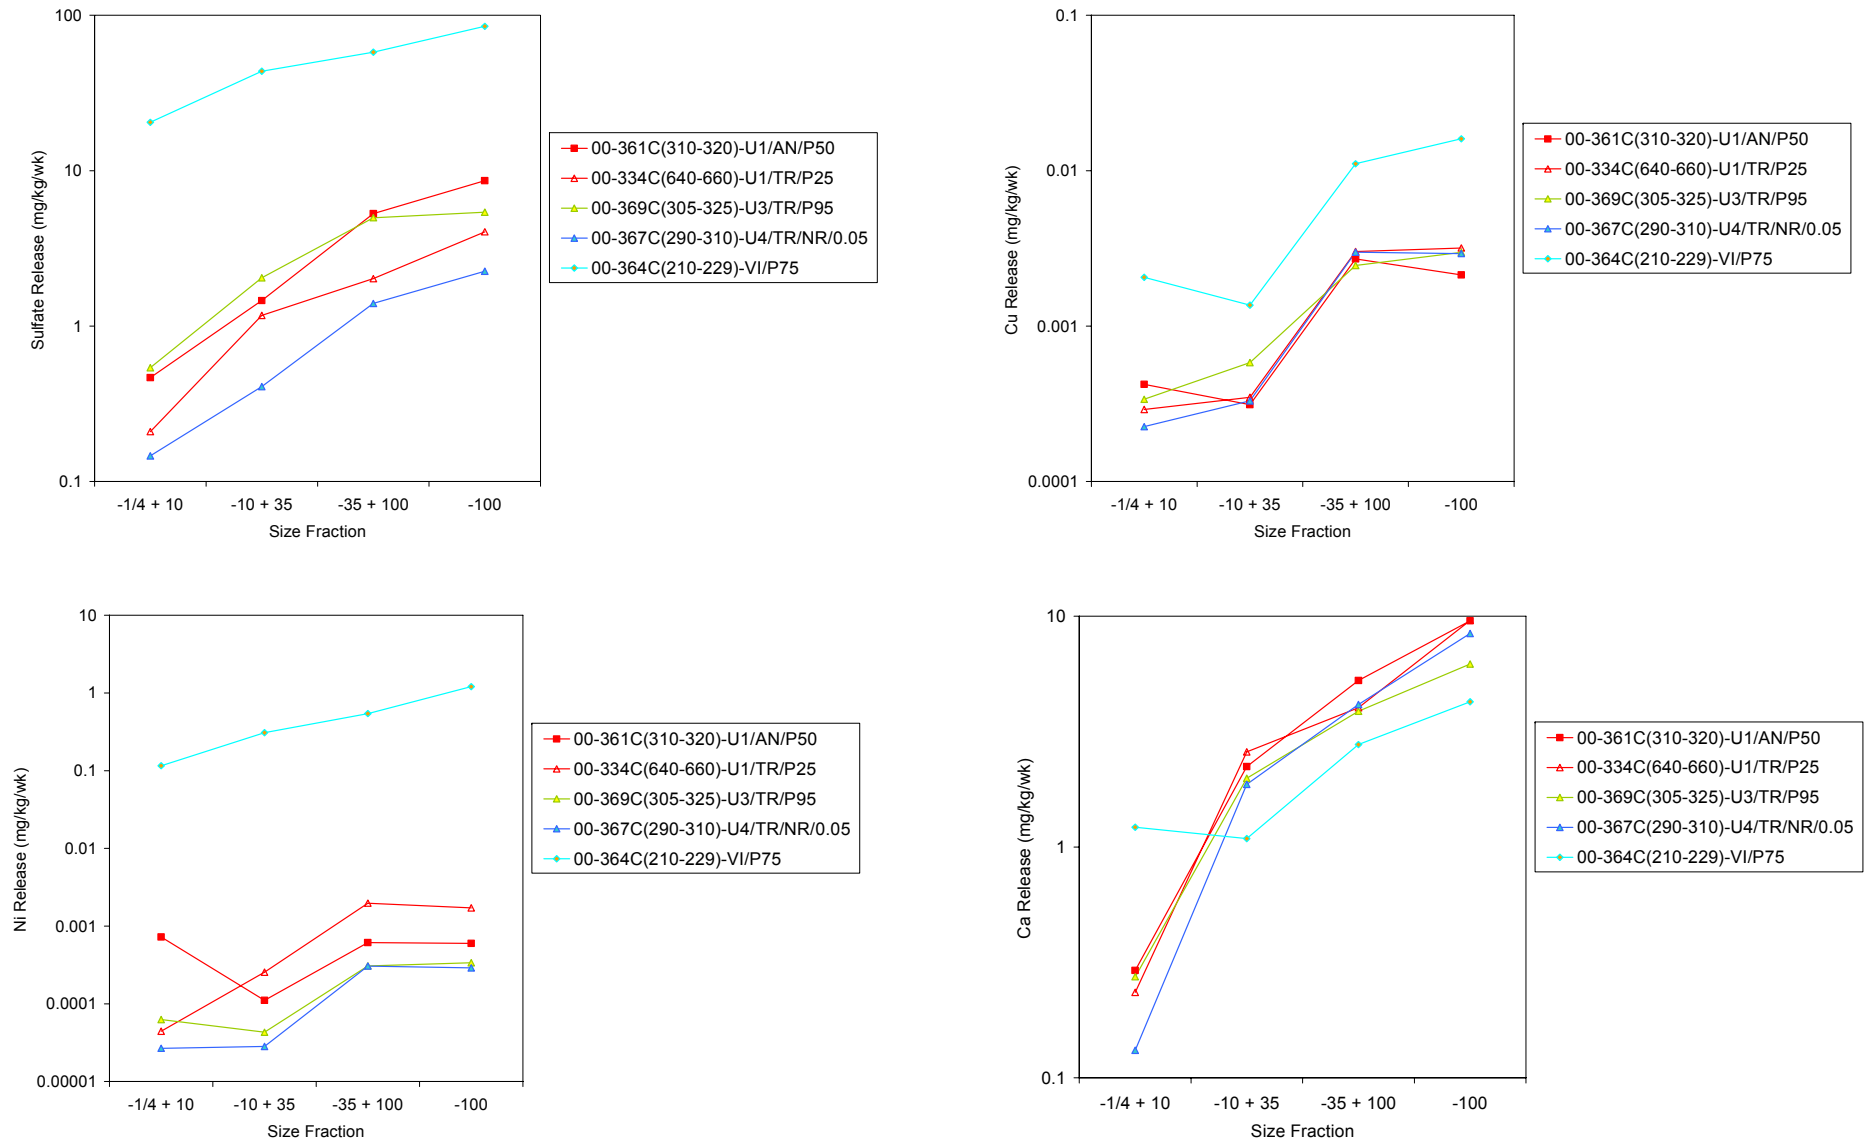 100
10
1
0.1
Sulfate Release (mg/kg/wk)
-1/4 + 10
-10 + 35
-35 + 100
-100
Size Fraction
00-361C(310-320)-U1/AN/P50
00-334C(640-660)-U1/TR/P25
00-369C(305-325)-U3/TR/P95
00-367C(290-310)-U4/TR/NR/0.05
00-364C(210-229)-VI/P75
0.1
0.01
0.001
0.0001
Cu Release (mg/kg/wk)
-1/4 + 10
-10 + 35
-35 + 100
-100
Size Fraction
00-361C(310-320)-U1/AN/P50
00-334C(640-660)-U1/TR/P25
00-369C(305-325)-U3/TR/P95
00-367C(290-310)-U4/TR/NR/0.05
00-364C(210-229)-VI/P75
10
1
0.1
0.01
0.001
0.0001
0.00001
Ni Release (mg/kg/wk)
-1/4 + 10
-10 + 35
-35 + 100
-100
Size Fraction
00-361C(310-320)-U1/AN/P50
00-334C(640-660)-U1/TR/P25
00-369C(305-325)-U3/TR/P95
00-367C(290-310)-U4/TR/NR/0.05
00-364C(210-229)-VI/P75
10
1
0.1
Ca Release (mg/kg/wk)
-1/4 + 10
-10 + 35
-35 + 100
-100
Size Fraction
00-361C(310-320)-U1/AN/P50
00-334C(640-660)-U1/TR/P25
00-369C(305-325)-U3/TR/P95
00-367C(290-310)-U4/TR/NR/0.05
00-364C(210-229)-VI/P75